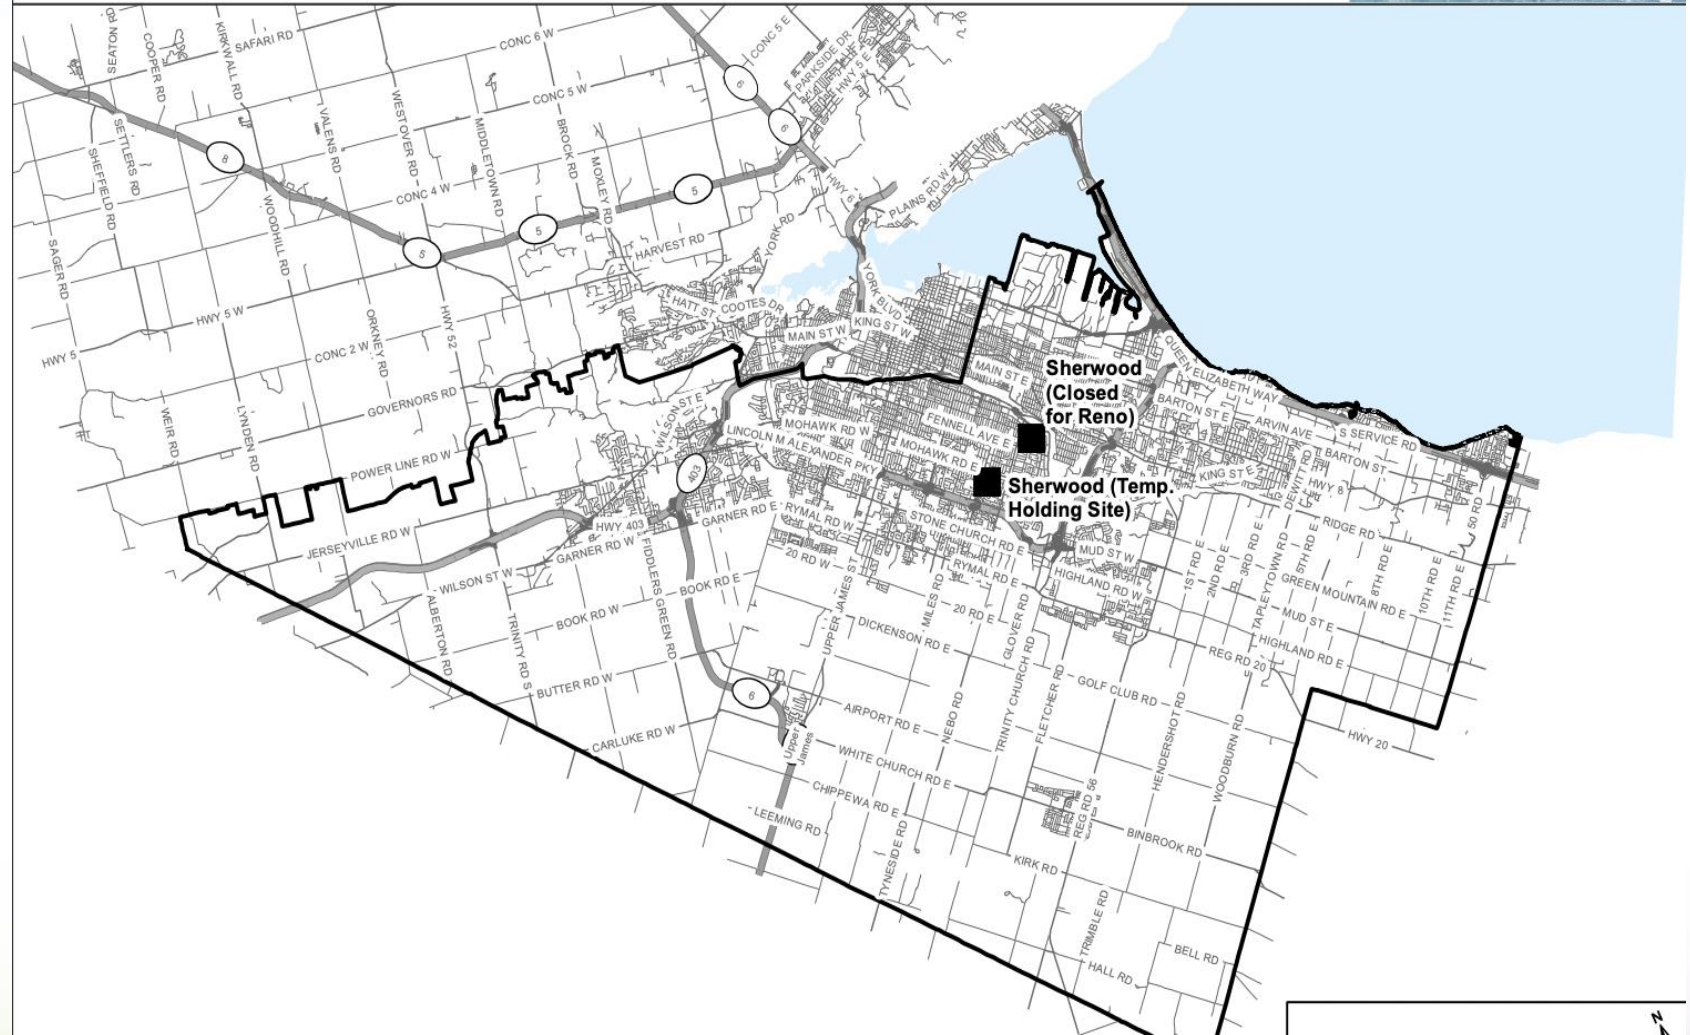 SEATON RD
COOPER RD
KIRKWALL RD
SAFARI RD
CONC 6 W
CONC 5 E
PARKSIDE DR
HWY 5 E
6
6
CONC 5 W
SETTLERS RD
SHEFFIELD RD
VALENS RD
WESTOVER RD
MIDDLETOWN RD
BROCK RD
MOXLEY RD
8
CONC 4 W
5
HWY 6
PLAINS RD W
WOODHILL RD
5
5
YORK RD
HARVEST RD
SAGER RD
HWY 5 W
ORKNEY RD
HWY 52
HATT ST
COOTES DR
YORK BLVD
KING ST W
MAIN ST W
HWY 5
CONC 2 W
MAIN ST E
Sherwood
(Closed
for Reno)
QUEEN ELIZABETH WAY
GOVERNORS RD
WEIR RD
LYNDEN RD
WILSON ST E
MOHAWK RD W
FENNELL AVE E
BARTON ST E
ARVIN AVE
S SERVICE RD
LINCOLN M ALEXANDER PKY
MOHAWK RD E
BARTON ST
POWER LINE RD W
403
KING ST E
DEWITT RD
HWY 8
Sherwood (Temp.
Holding Site)
50 RD
JERSEYVILLE RD W
HWY. 403
GARNER RD E
RYMAL RD W
STONE CHURCH RD E
RIDGE RD
GARNER RD W
20 RD W
MUD ST W
WILSON ST W
FIDDLERS GREEN RD
BOOK RD E
RYMAL RD E
HIGHLAND RD W
1ST RD E
2ND RD E
3RD RD E
5TH RD E
8TH RD E
10TH RD E
11TH RD E
GREEN MOUNTAIN RD E
ALBERTON RD
TRINITY RD S
BOOK RD W
UPPER JAMES ST
MILES RD
20 RD E
GLOVER RD
TAPLEYTOWN RD
MUD ST E
DICKENSON RD E
TRINITY CHURCH RD
HIGHLAND RD E
REG RD 20
BUTTER RD W
6
FLETCHER RD
GOLF CLUB RD
AIRPORT RD E
NEBO RD
HENDERSHOT RD
WOODBURN RD
CARLUKE RD W
Upper
James
HWY 20
WHITE CHURCH RD E
CHIPPEWA RD E
LEEMING RD
REG RD 56
BINBROOK RD
TYNESIDE RD
KIRK RD
TRIMBLE RD
BELL RD
HALL RD
N